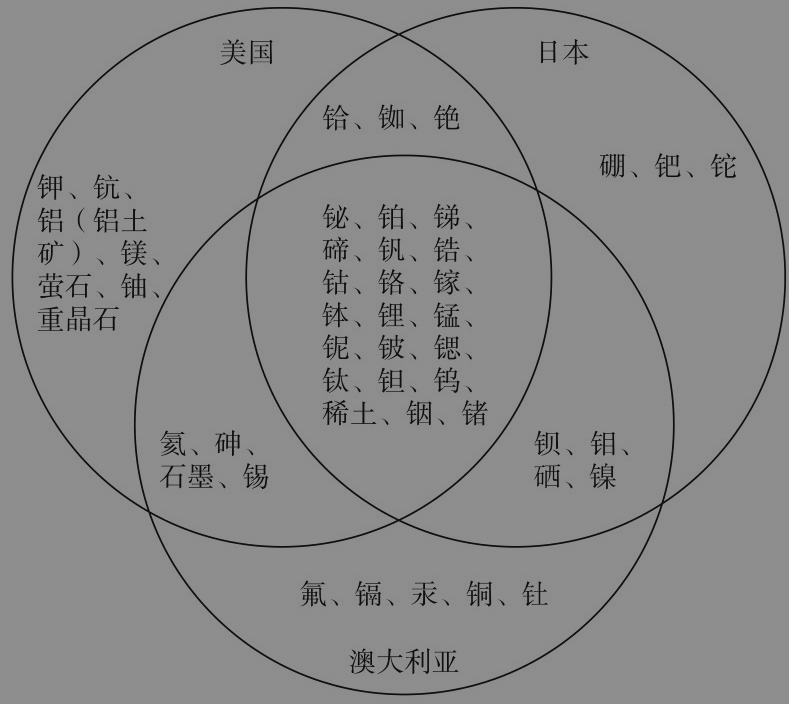 美国
日本
铪、铷、铯
硼、钯、铊
钾、钪、
铝（铝土
矿）、镁、
萤石、铀、
重晶石
铋、铂、锑、
碲、钒、锆、
钴、铬、镓、
钵、锂、锰、
铌、铍、锶、
钛、钽、钨、
稀土、铟、锗
氦、砷、
石墨、锡
钡、钼、
硒、镍
氟、镉、汞、铜、钍
澳大利亚